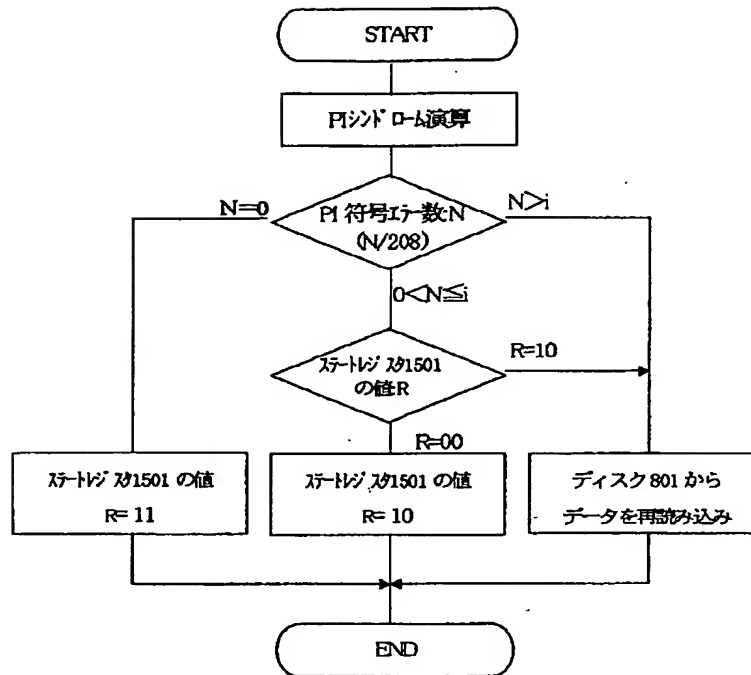 START
PIシンドローム演算
N=0
PI 符号エラー数:N
(N/208)
N>i
0<N≦i
ステートレジスタ1501
の値:R
R=10
R=00
ステートレジスタ1501 の値
R= 11
ステートレジスタ1501 の値
R= 10
ディスク801 から
データを再読み込み
END